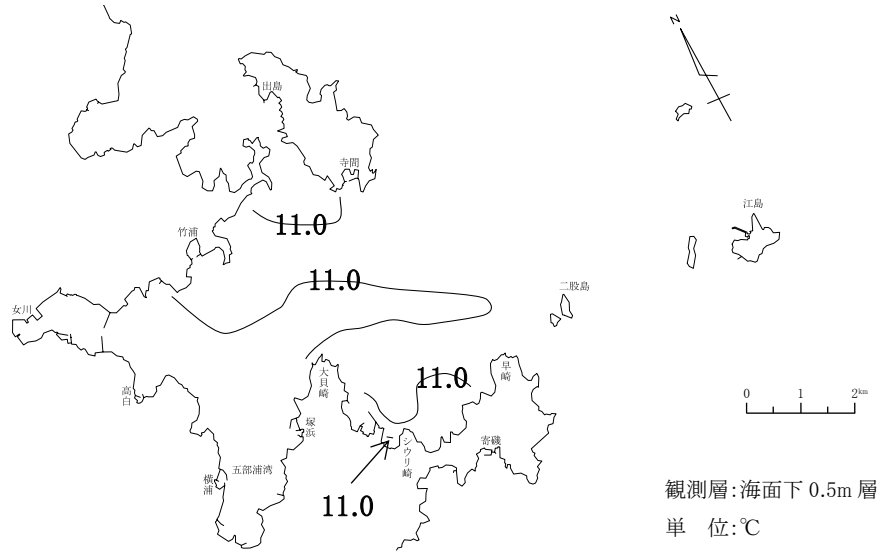 N
出島
寺間
江島
11.0
竹浦
11.0
二股島
女川
大貝崎
11.0
早崎
0 1 2km
高白
塚浜
シウリ崎
寄磯
五部浦湾
横浦
11.0
観測層:海面下 0.5m 層
単 位:℃